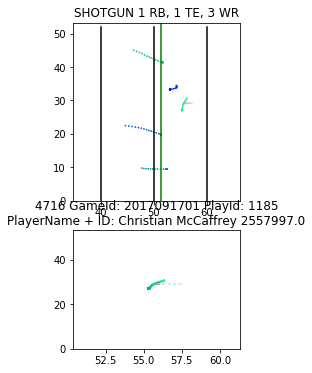 SHOTGUN 1 RB, 1 TE, 3 WR
50
40
30
20
10
0
40 50 60
4716 GameId: 2017091701 PlayId: 1185
PlayerName + ID: Christian McCaffrey 2557997.0
40
20
0
52.5 55.0 57.5 60.0